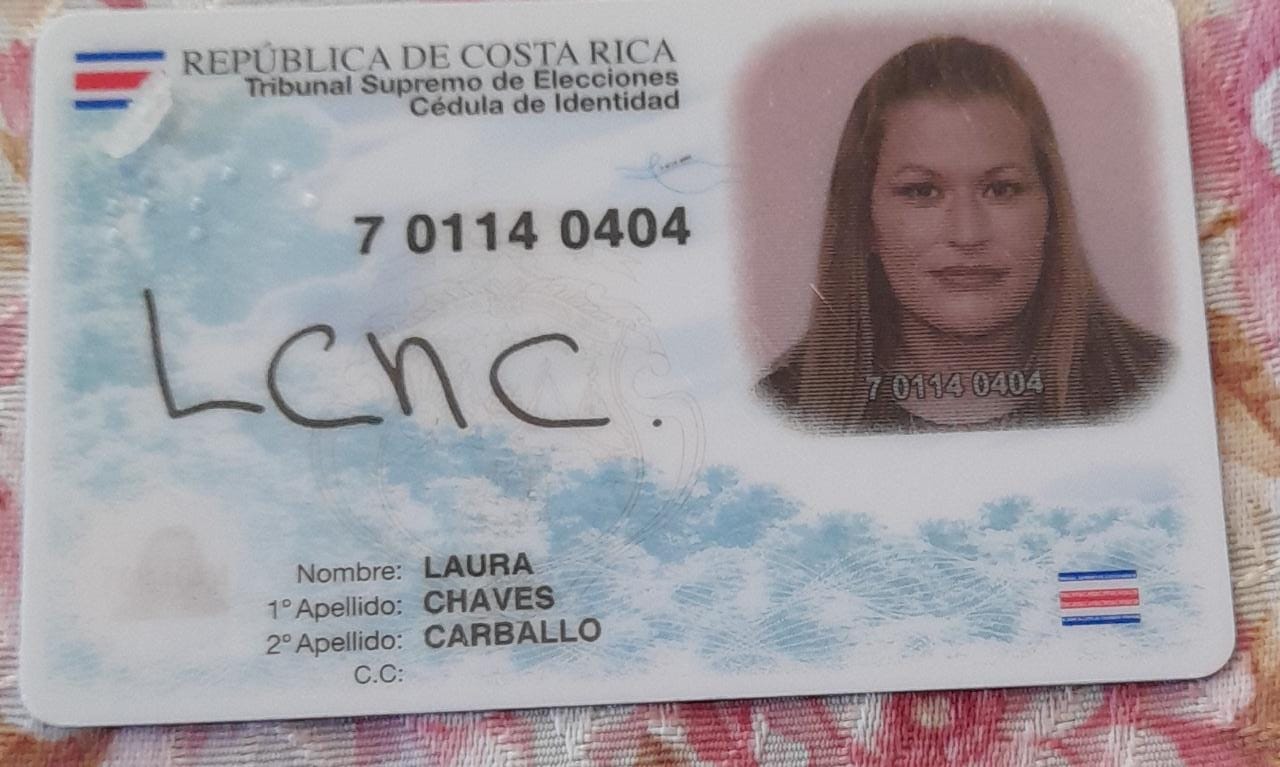 REPÚBLICA DE COSTA RICA
Tribunal Supremo de Elecciones
Cédula de Identidad
7 0114 0404
Lcnc.
7 0114 0404
Nombre: LAURA
1° Apellido: CHAVES
2° Apellido: CARBALLO
C.C: